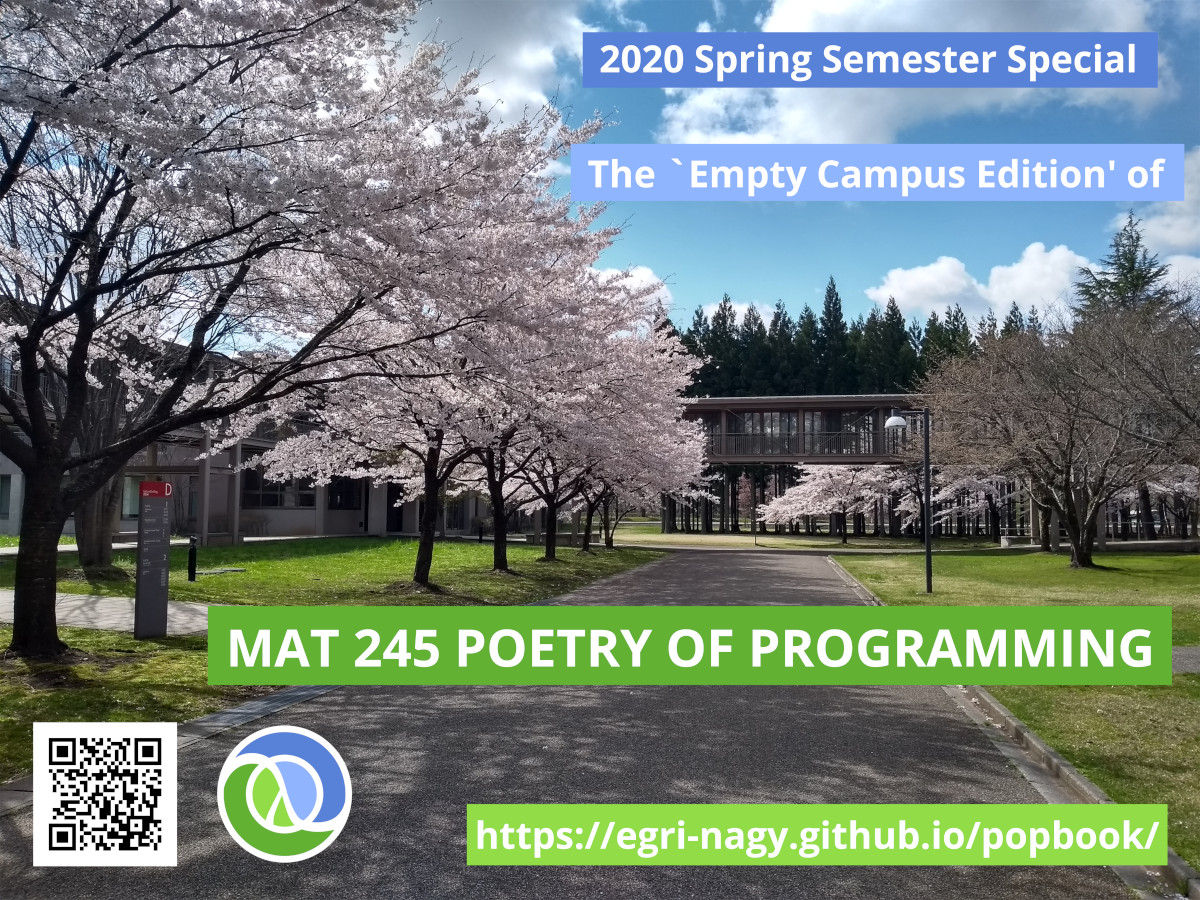 2020 Spring Semester Special
The `Empty Campus Edition' of
D
MAT 245 POETRY OF PROGRAMMING
https://egri-nagy.github.io/popbook/